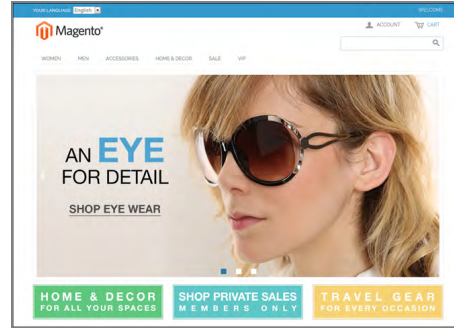 YOUR LANGUAGE: English
WELCOME
Magento®
ACCOUNT
CART
WOMEN MEN ACCESSORIES HOME & DECOR SALE VIP
AN EYE
FOR DETAIL
SHOP EYE WEAR
HOME & DECOR
FOR ALL YOUR SPACES
SHOP PRIVATE SALES
MEMBERS ONLY
TRAVEL GEAR
FOR EVERY OCCASION